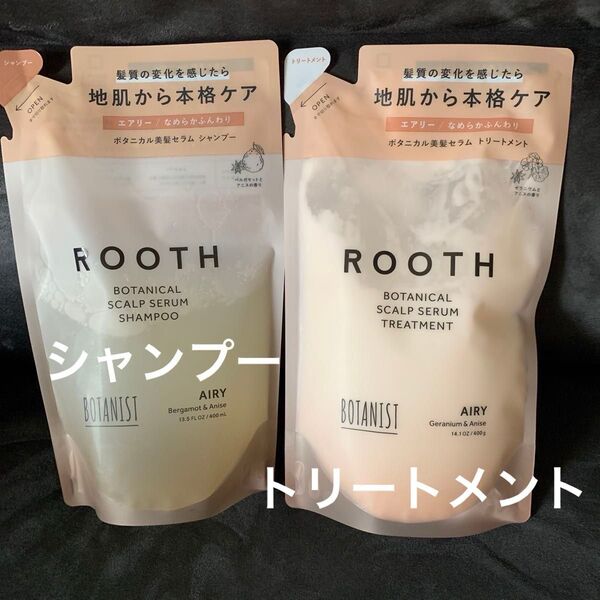 シャンプー
OPEN
髪質の変化を感じたら
地肌から本格ケア
エアリー / なめらかふんわり
ボタニカル美髪セラム シャンプー
ベルガモットと
アニスの香り
ROOTH
BOTANICAL
SCALP SERUM
SHAMPOO
シャンプー
BOTANIST
AIRY
Bergamot & Anise
(13.5 FL OZ / 400 mL
トリートメント
OPEN
髪質の変化を感じたら
地肌から本格ケア
エアリー / なめらかふんわり
ボタニカル美髪セラム トリートメント
ゼラニウムと
アニスの香り
ROOTH
BOTANICAL
SCALP SERUM
TREATMENT
BOTANIST
AIRY
Geranium & Anise
14.1 OZ / 400 g
トリートメント